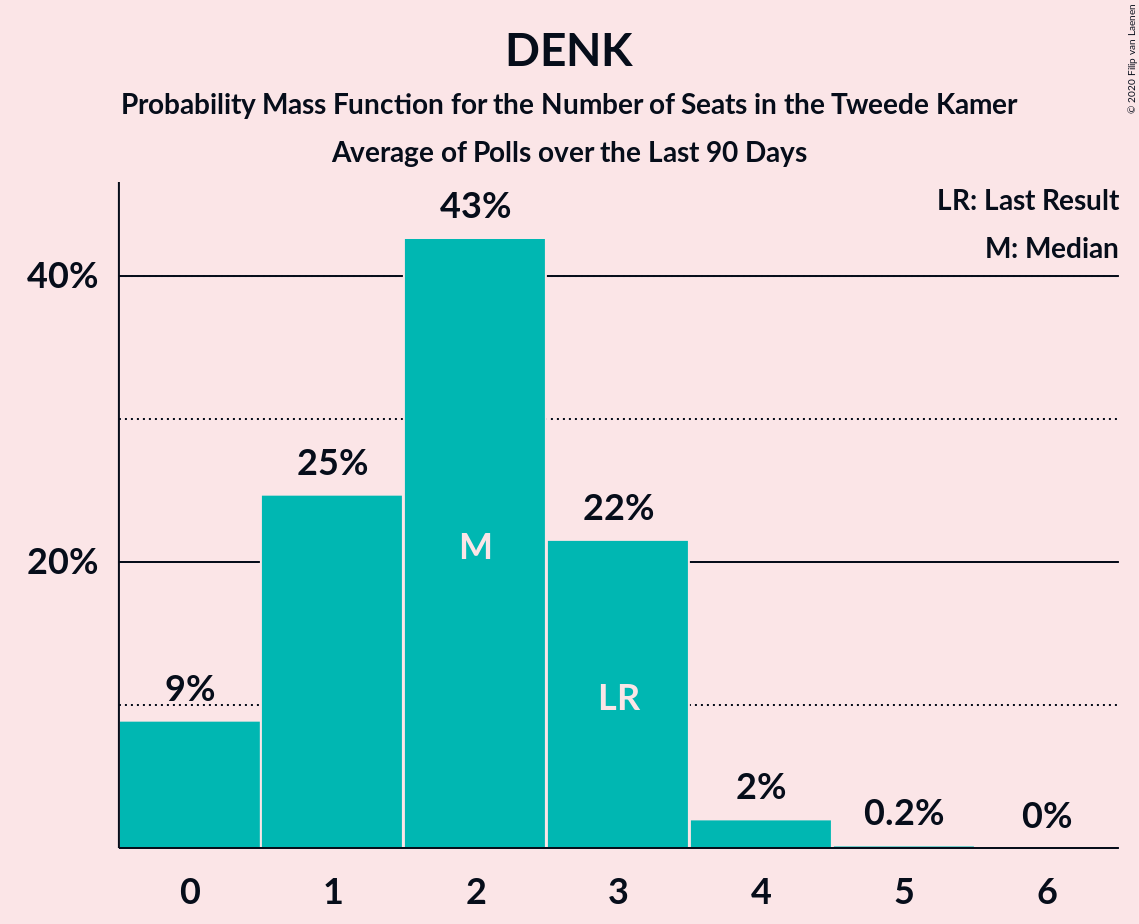 DENK
Probability Mass Function for the Number of Seats in the Tweede Kamer
Average of Polls over the Last 90 Days
© 2020 Filip van Laenen
LR: Last Result
M: Median
40%
20%
9%
25%
43%
22%
2%
0.2%
0%
M
LR
0 1 2 3 4 5 6